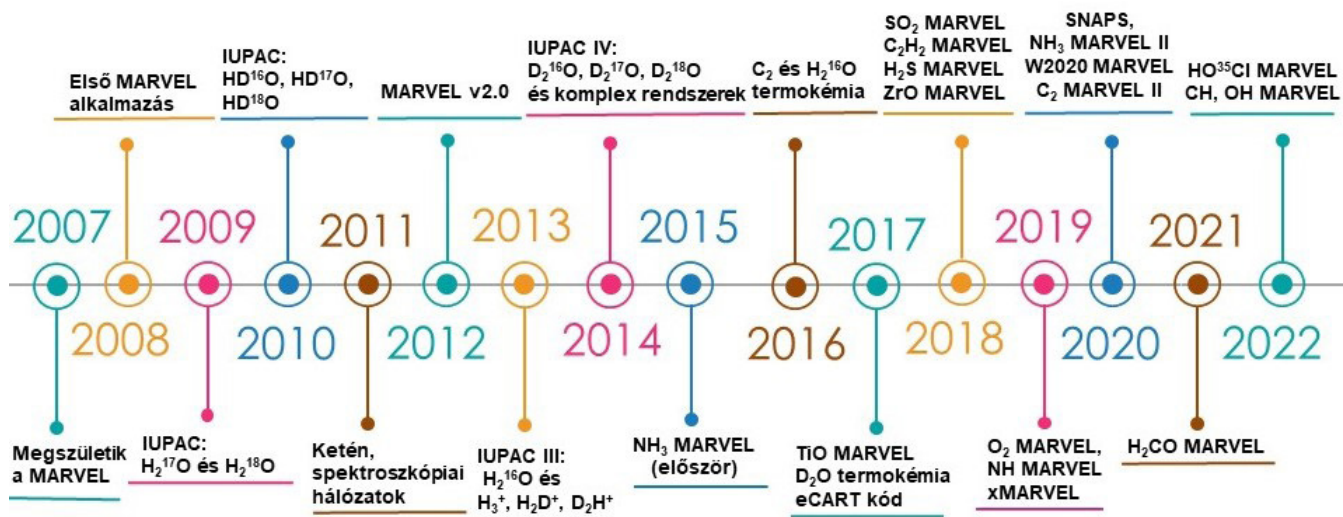 Első MARVEL
alkalmazás
IUPAC:
HD¹⁶O, HD¹⁷O,
HD¹⁸O
MARVEL v2.0
IUPAC IV:
D₂¹⁶O, D₂¹⁷O, D₂¹⁸O
és komplex rendszerek
C₂ és H₂¹⁶O
termokémia
SO₂ MARVEL
C₂H₂ MARVEL
H₂S MARVEL
ZrO MARVEL
SNAPS,
NH₃ MARVEL II
W2020 MARVEL
C₂ MARVEL II
HO³⁵Cl MARVEL
CH, OH MARVEL
2007
2008
2009
2010
2011
2012
2013
2014
2015
2016
2017
2018
2019
2020
2021
2022
Megszületik
a MARVEL
IUPAC:
H₂¹⁷O és H₂¹⁸O
Ketén,
spektroszkópiai
hálózatok
IUPAC III:
H₂¹⁶O és
H₃⁺, H₂D⁺, D₂H⁺
NH₃ MARVEL
(először)
TiO MARVEL
D₂O termokémia
eCART kód
O₂ MARVEL,
NH MARVEL
xMARVEL
H₂CO MARVEL